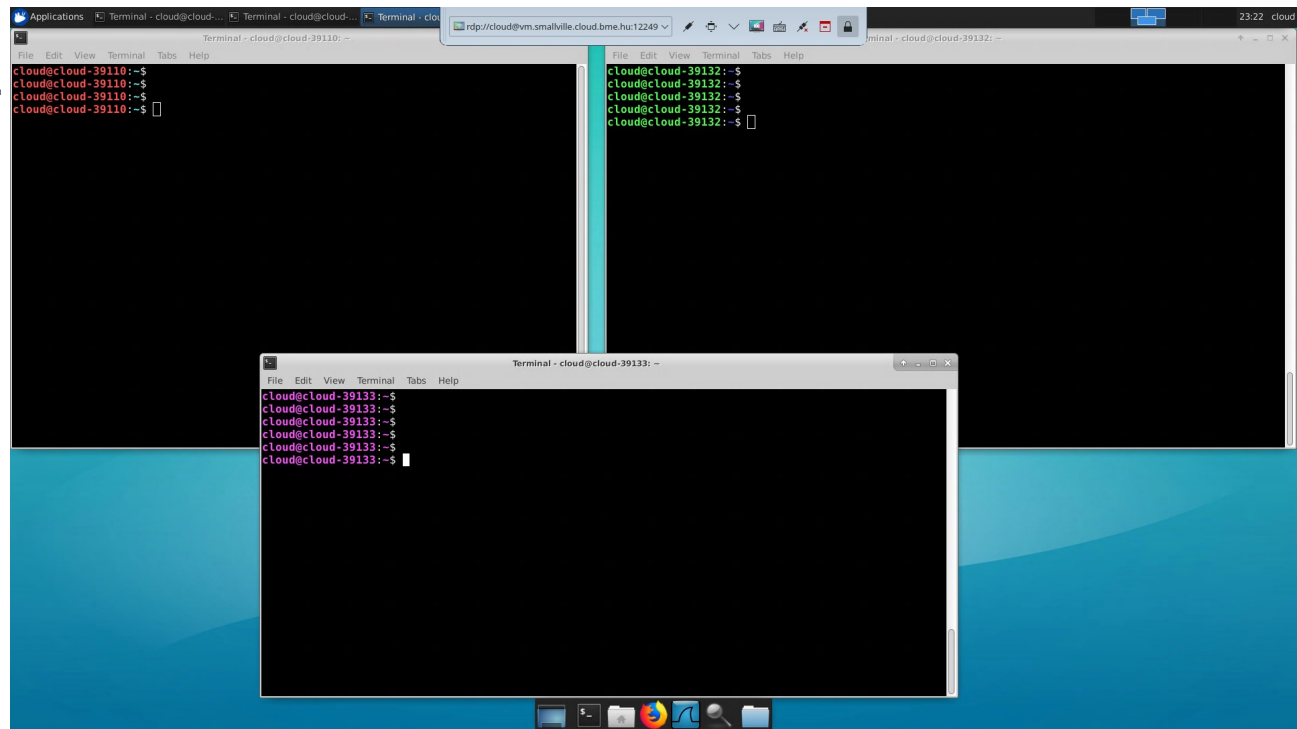 Applications
Terminal - cloud@cloud-...
Terminal - cloud@cloud-...
Terminal - clou
rdp://cloud@vm.smallville.cloud.bme.hu:12249
23:22 cloud
Terminal - cloud@cloud-39110: ~
File Edit View Terminal Tabs Help
cloud@cloud-39110:~$
cloud@cloud-39110:~$
cloud@cloud-39110:~$
cloud@cloud-39110:~$
minal - cloud@cloud-39132: ~
File Edit View Terminal Tabs Help
cloud@cloud-39132:~$
cloud@cloud-39132:~$
cloud@cloud-39132:~$
cloud@cloud-39132:~$
cloud@cloud-39132:~$
Terminal - cloud@cloud-39133: ~
File Edit View Terminal Tabs Help
cloud@cloud-39133:~$
cloud@cloud-39133:~$
cloud@cloud-39133:~$
cloud@cloud-39133:~$
cloud@cloud-39133:~$
cloud@cloud-39133:~$